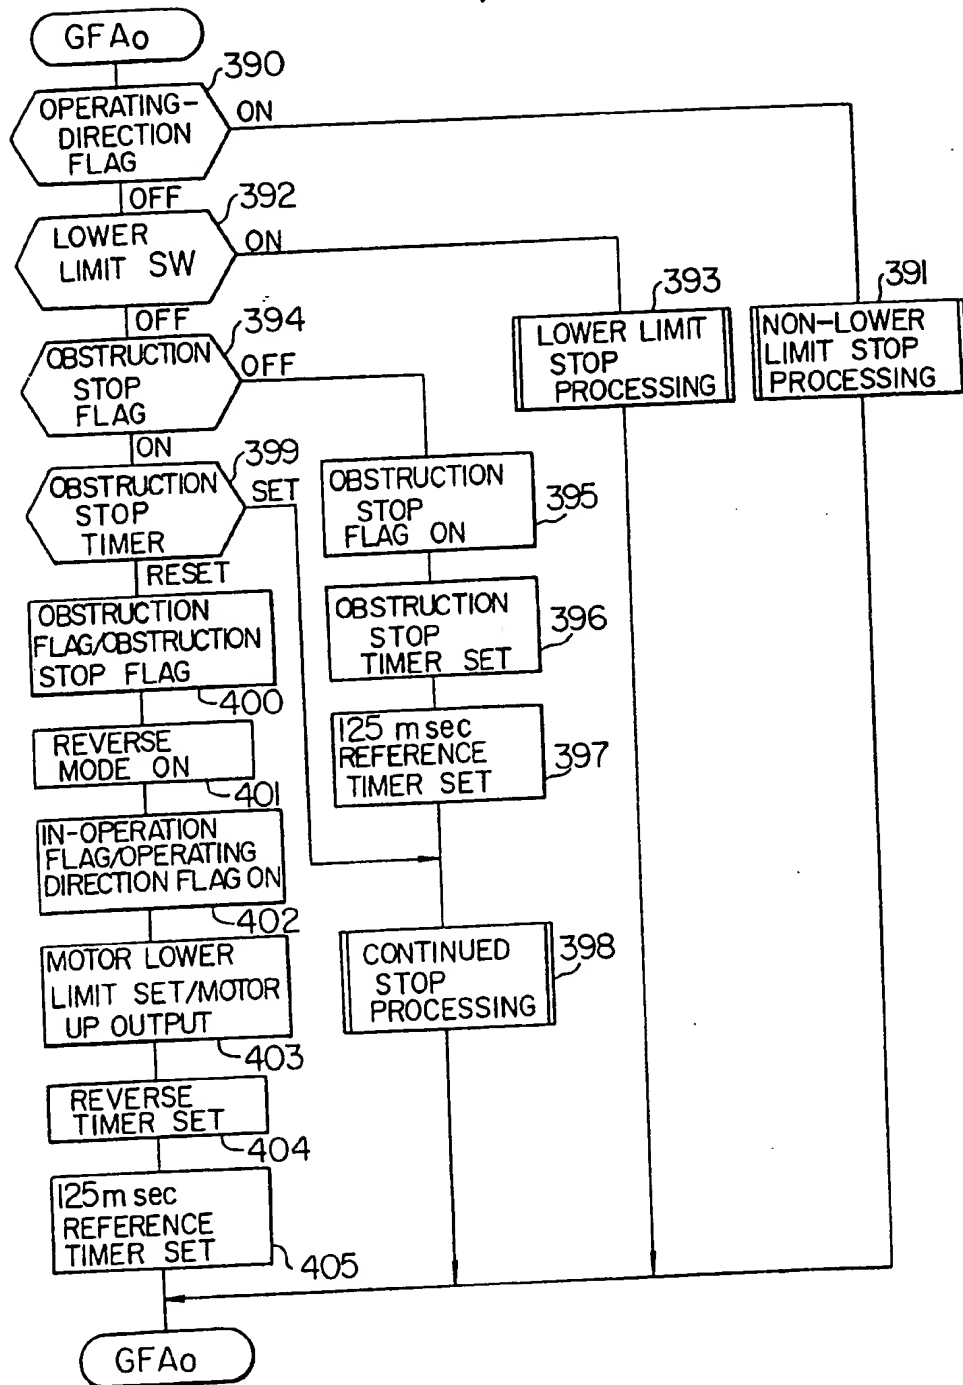 GFAo
390
OPERATING-
DIRECTION
FLAG
ON
OFF
392
LOWER
LIMIT SW
ON
OFF
394
OBSTRUCTION
STOP
FLAG
OFF
ON
399
OBSTRUCTION
STOP
TIMER
SET
RESET
OBSTRUCTION
FLAG/OBSTRUCTION
STOP FLAG
400
REVERSE
MODE ON
401
IN-OPERATION
FLAG/OPERATING
DIRECTION FLAG ON
402
MOTOR LOWER
LIMIT SET/MOTOR
UP OUTPUT
403
REVERSE
TIMER SET
404
125m sec
REFERENCE
TIMER SET
405
OBSTRUCTION
STOP
FLAG ON
395
OBSTRUCTION
STOP
TIMER SET
396
125 msec
REFERENCE
TIMER SET
397
CONTINUED
STOP
PROCESSING
398
393
LOWER LIMIT
STOP
PROCESSING
391
NON-LOWER
LIMIT STOP
PROCESSING
GFAo